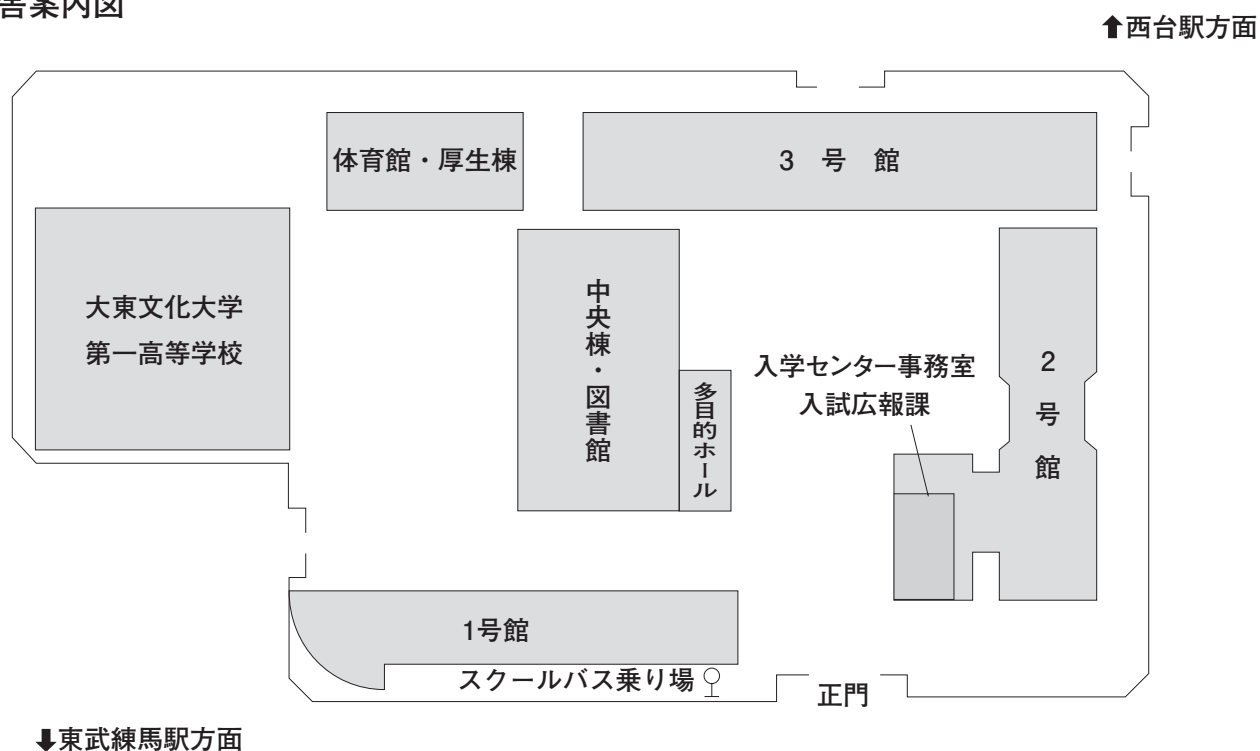 舎案内図
⬆西台駅方面
体育館・厚生棟
3 号 館
大東文化大学
第一高等学校
中央棟・図書館
多目的ホール
入学センター事務室
入試広報課
2号館
1号館
スクールバス乗り場
正門
⬇東武練馬駅方面